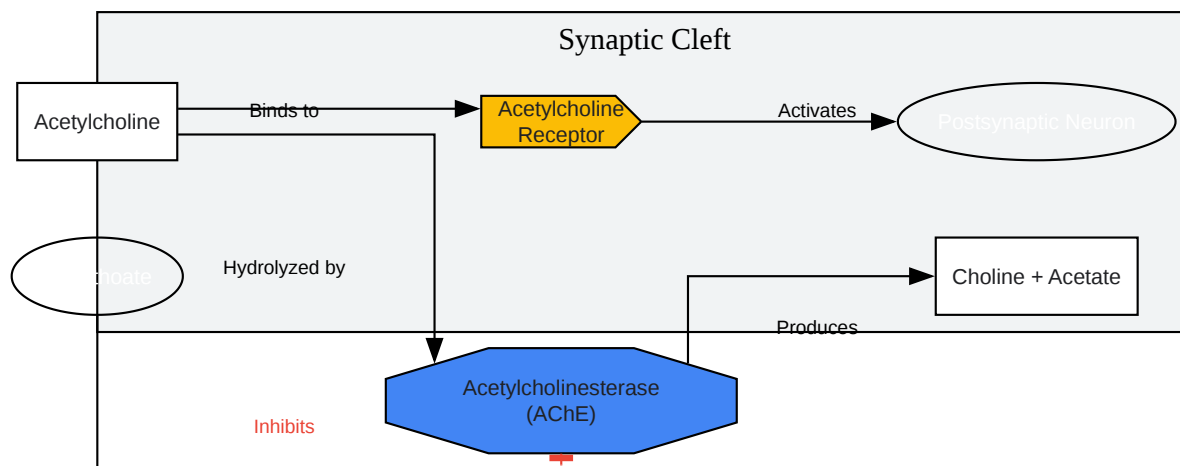 Synaptic Cleft
Acetylcholine
Binds to
Acetylcholine
Receptor
Activates
Postsynaptic Neuron
Hydrolyzed by
Choline + Acetate
Produces
Acetylcholinesterase
(AChE)
Inhibits